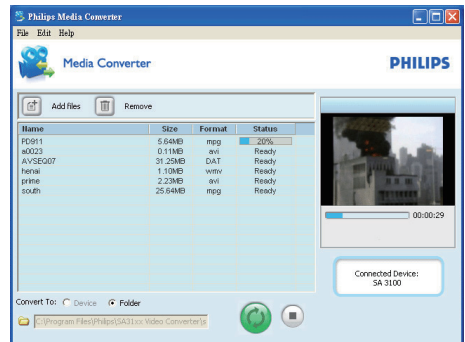 Philips Media Converter
File Edit Help
Media Converter
PHILIPS
Add files Remove
Name Size Format Status
PD911 5.64MB mpg 20%
a0023 0.11MB avi Ready
AVSEQ07 31.25MB DAT Ready
henai 1.10MB wmv Ready
prime 2.23MB avi Ready
south 25.64MB mpg Ready
00:00:29
Connected Device:
SA 3100
Convert To: Device Folder
C:\Program Files\Philips\SA31xx Video Converter\s